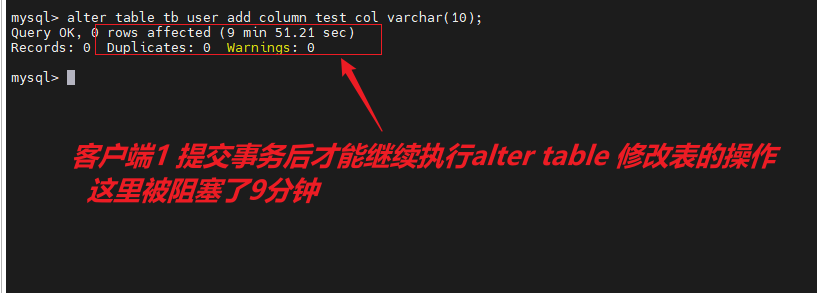 mysql> alter table tb user add column test col varchar(10);
Query OK, 0 rows affected (9 min 51.21 sec)
Records: 0  Duplicates: 0  Warnings: 0
mysql>
客户端1 提交事务后才能继续执行alter table 修改表的操作
这里被阻塞了9分钟